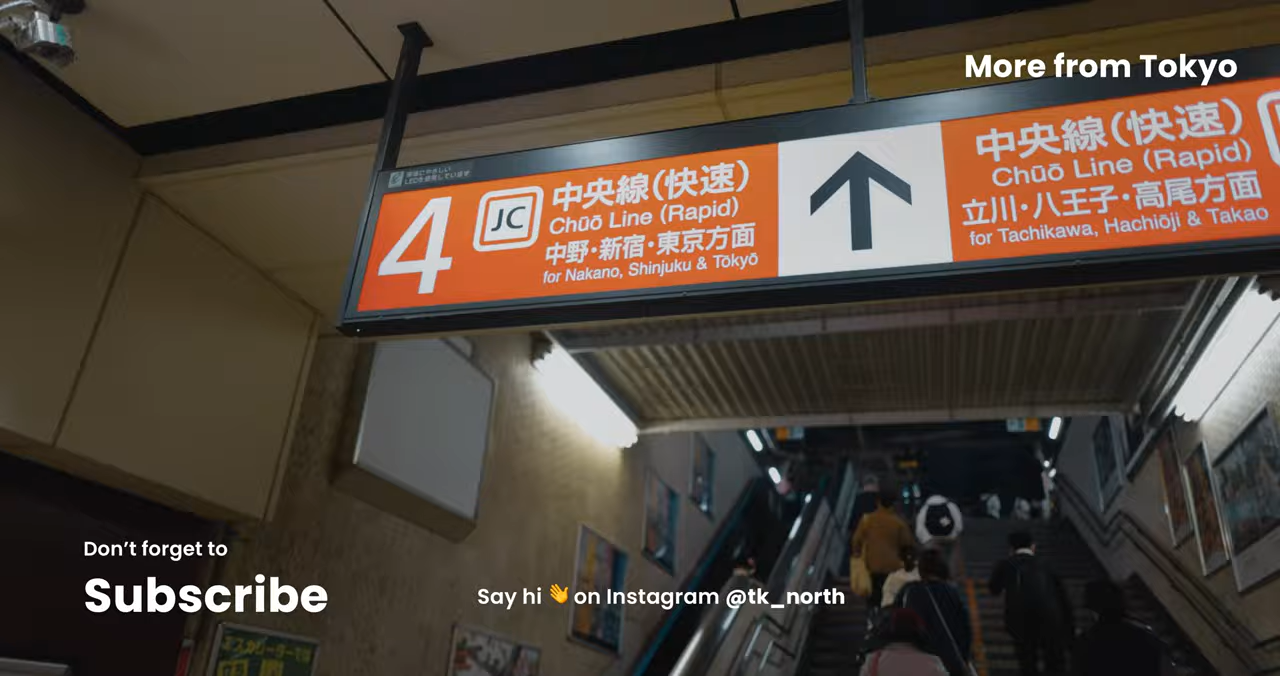 More from Tokyo
4
JC
中央線(快速)
Chūō Line (Rapid)
中野・新宿・東京方面
for Nakano, Shinjuku & Tōkyō
中央線(快速)
Chūō Line (Rapid)
立川・八王子・高尾方面
for Tachikawa, Hachiōji & Takao
Don't forget to
Subscribe
Say hi 👋 on Instagram @tk_north